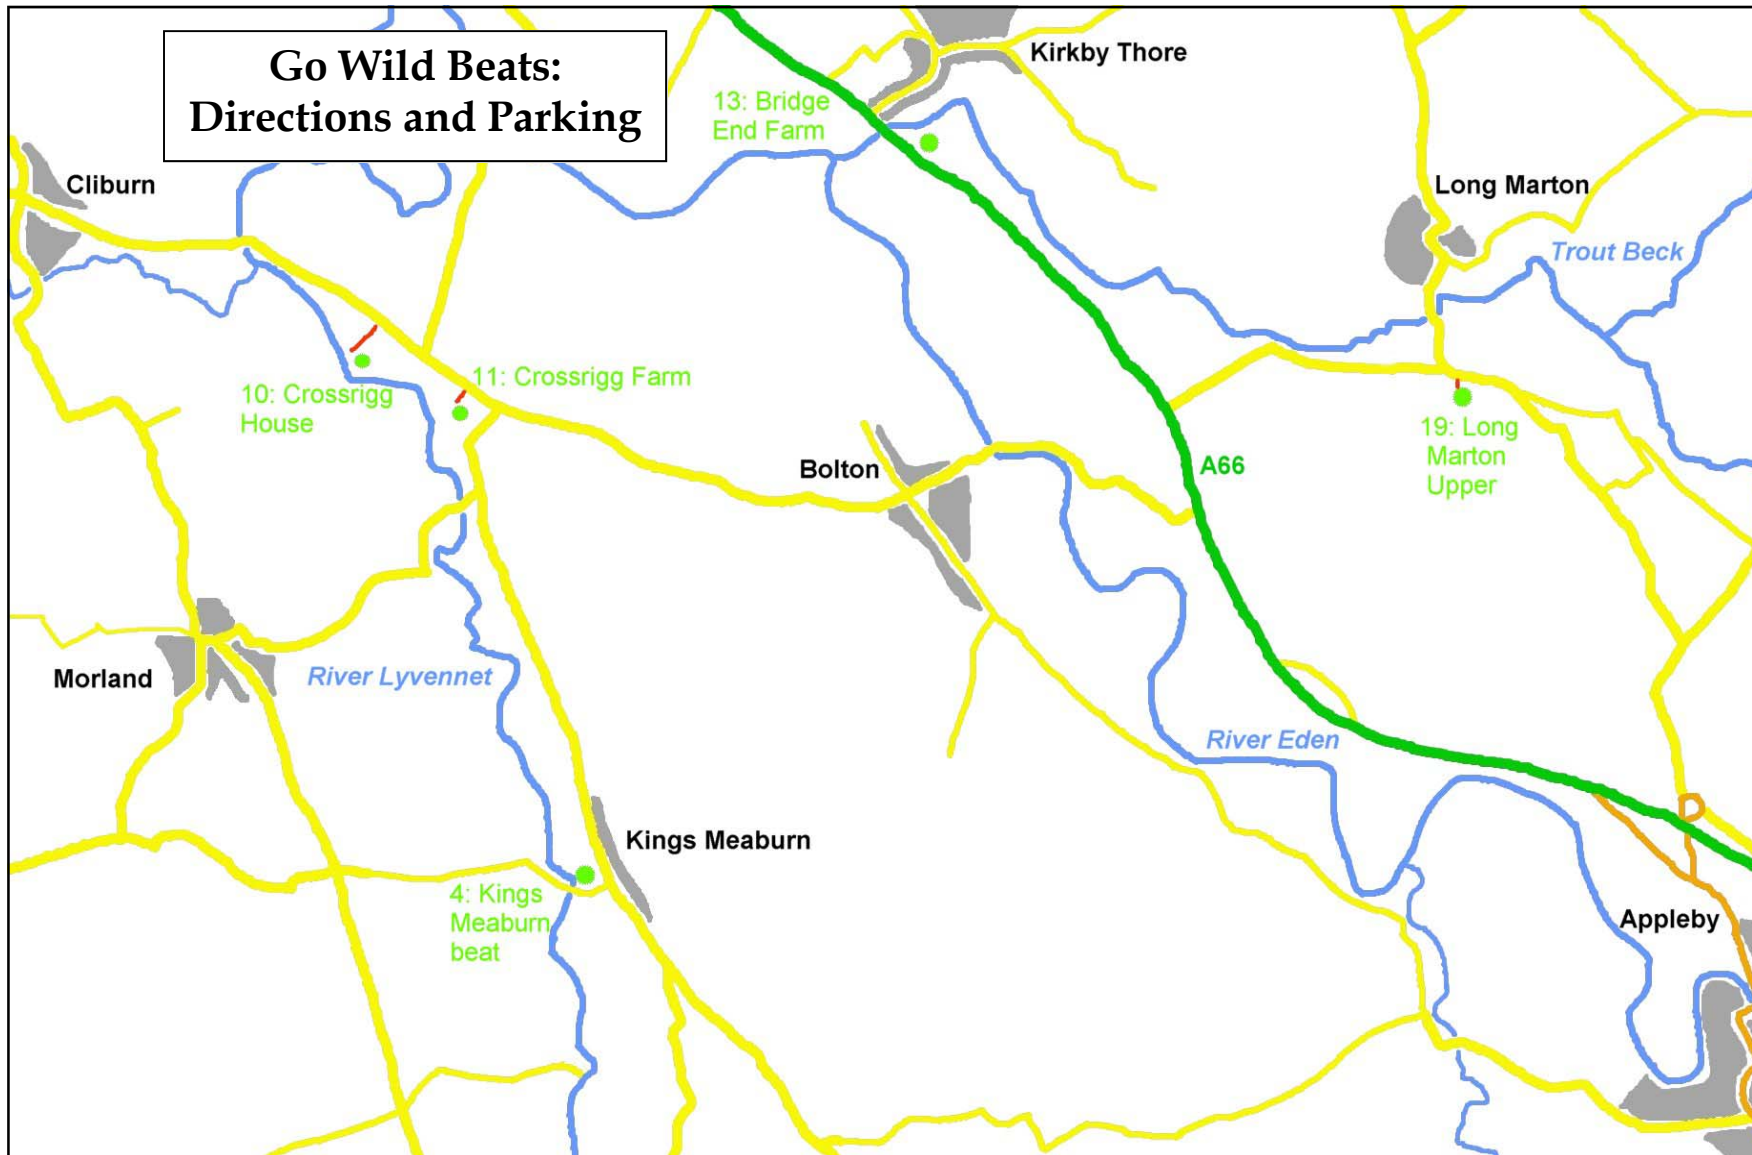 Go Wild Beats:
Directions and Parking
Kirkby Thore
13: Bridge
End Farm
Cliburn
Long Marton
Trout Beck
11: Crossrigg Farm
10: Crossrigg
House
19: Long
Marton
Upper
Bolton
A66
Morland
River Lyvennet
River Eden
Kings Meaburn
4: Kings
Meaburn
beat
Appleby